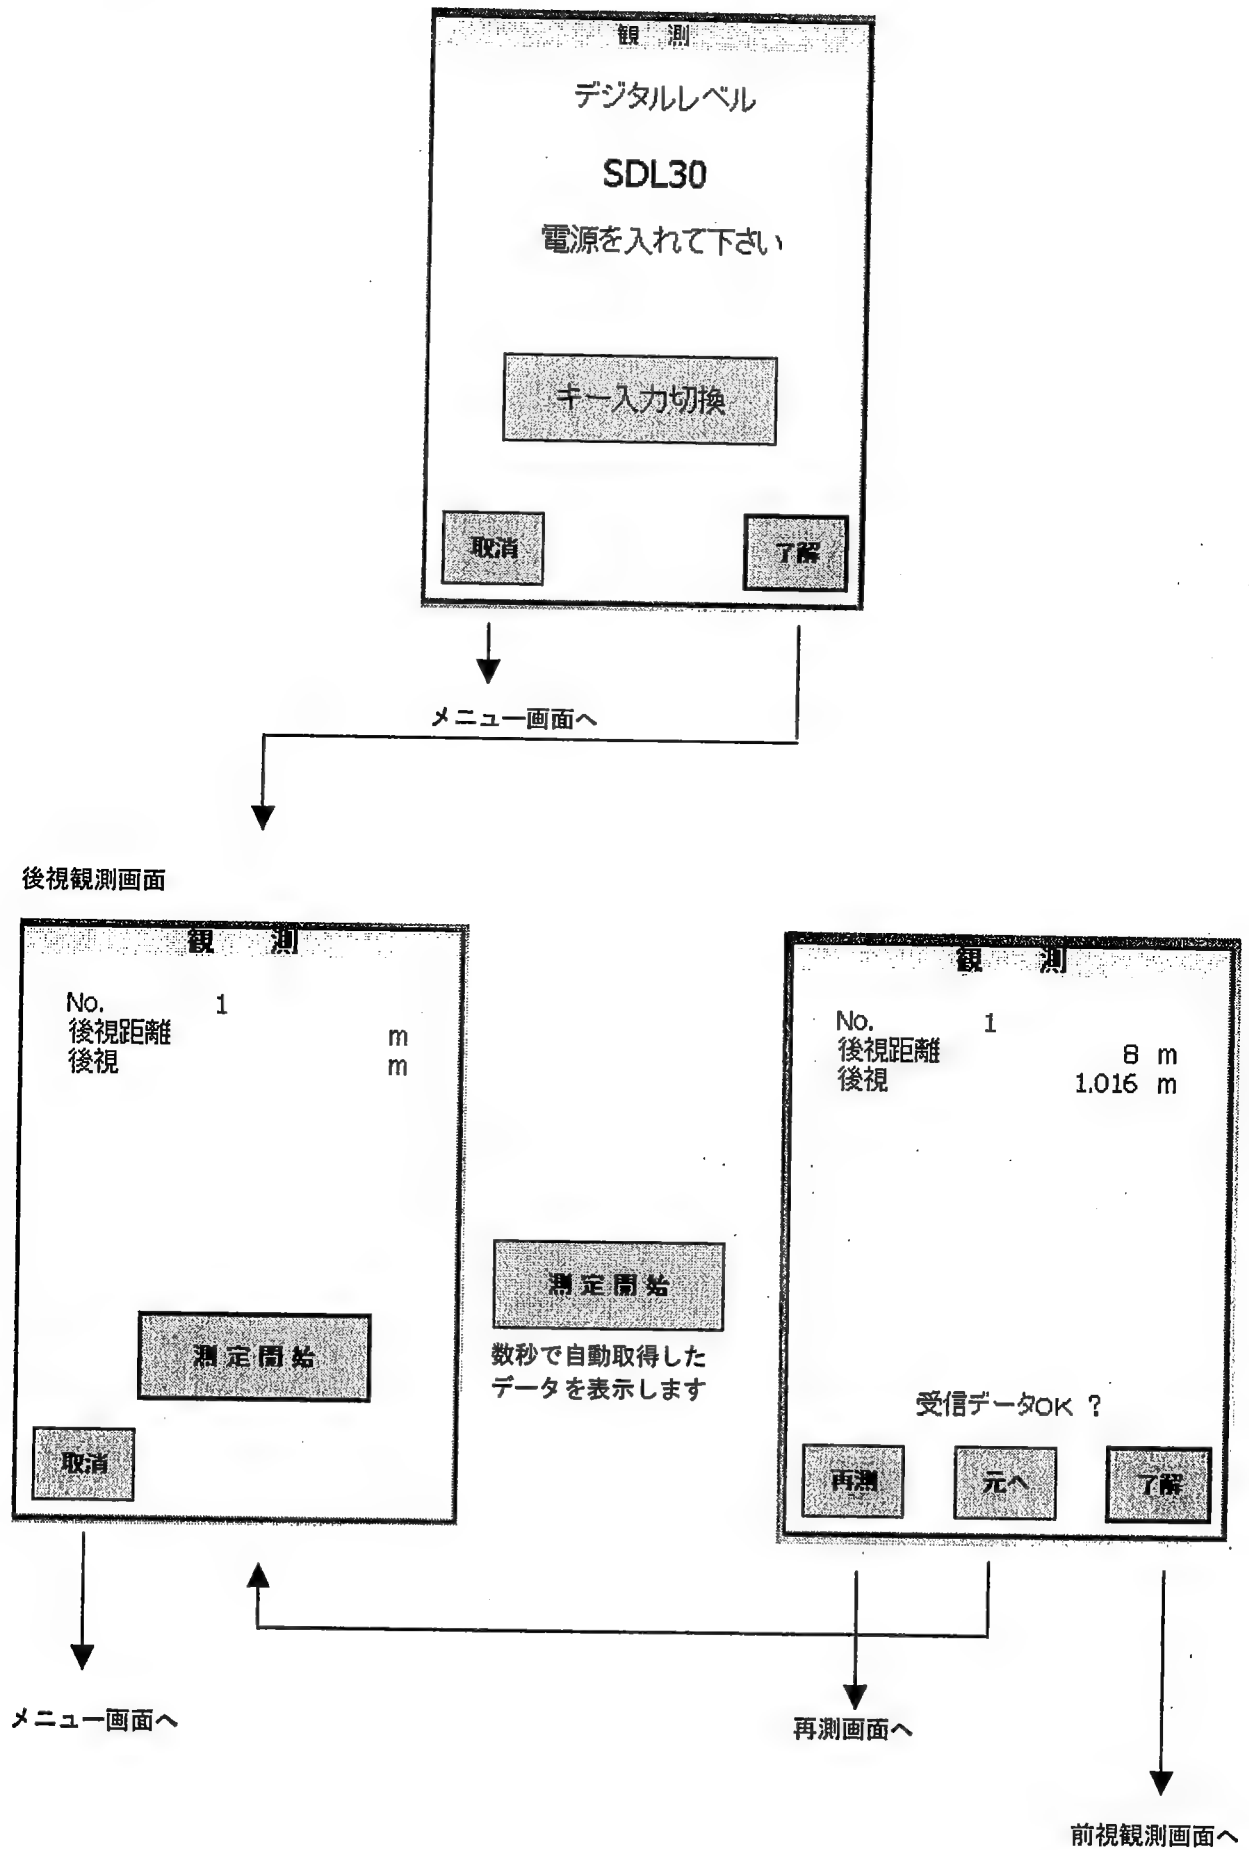 観 測
デジタルレベル
SDL30
電源を入れて下さい
キー入力切換
取消
了解
メニュー画面へ
後視観測画面
観 測
No. 1
後視距離 m
後視 m
測定開始
取消
メニュー画面へ
測定開始
数秒で自動取得した
データを表示します
観 測
No. 1
後視距離 8 m
後視 1.016 m
受信データOK ?
再測
元へ
了解
再測画面へ
前視観測画面へ